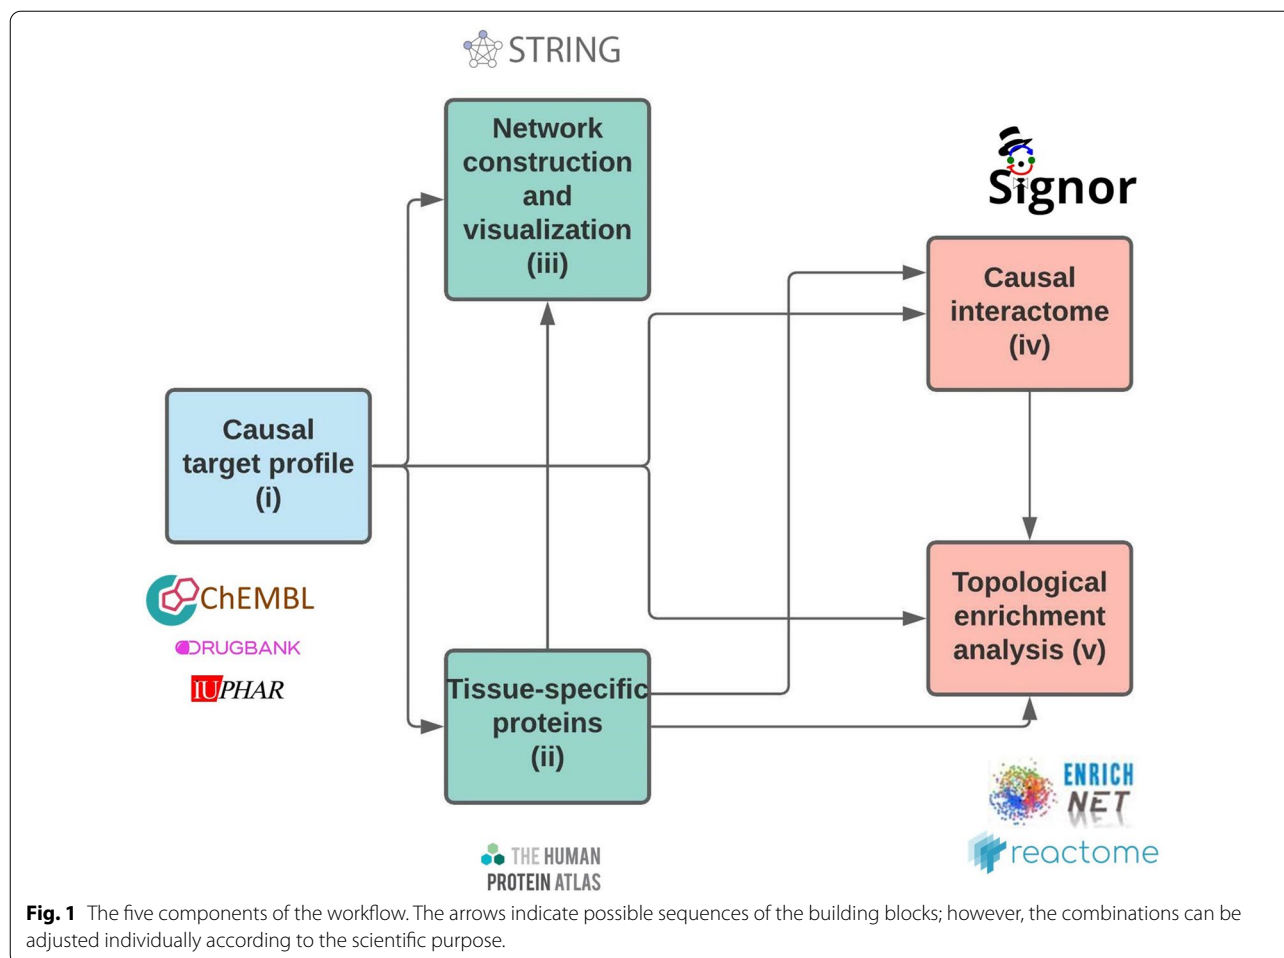 STRING
Network
construction
and
visualization
(iii)
Signor
Causal
interactome
(iv)
Causal
target profile
(i)
ChEMBL
DRUGBANK
IUPHAR
Tissue-specific
proteins
(ii)
Topological
enrichment
analysis (v)
ENRICH
NET
reactome
THE HUMAN
PROTEIN ATLAS
Fig. 1 The five components of the workflow. The arrows indicate possible sequences of the building blocks; however, the combinations can be
adjusted individually according to the scientific purpose.